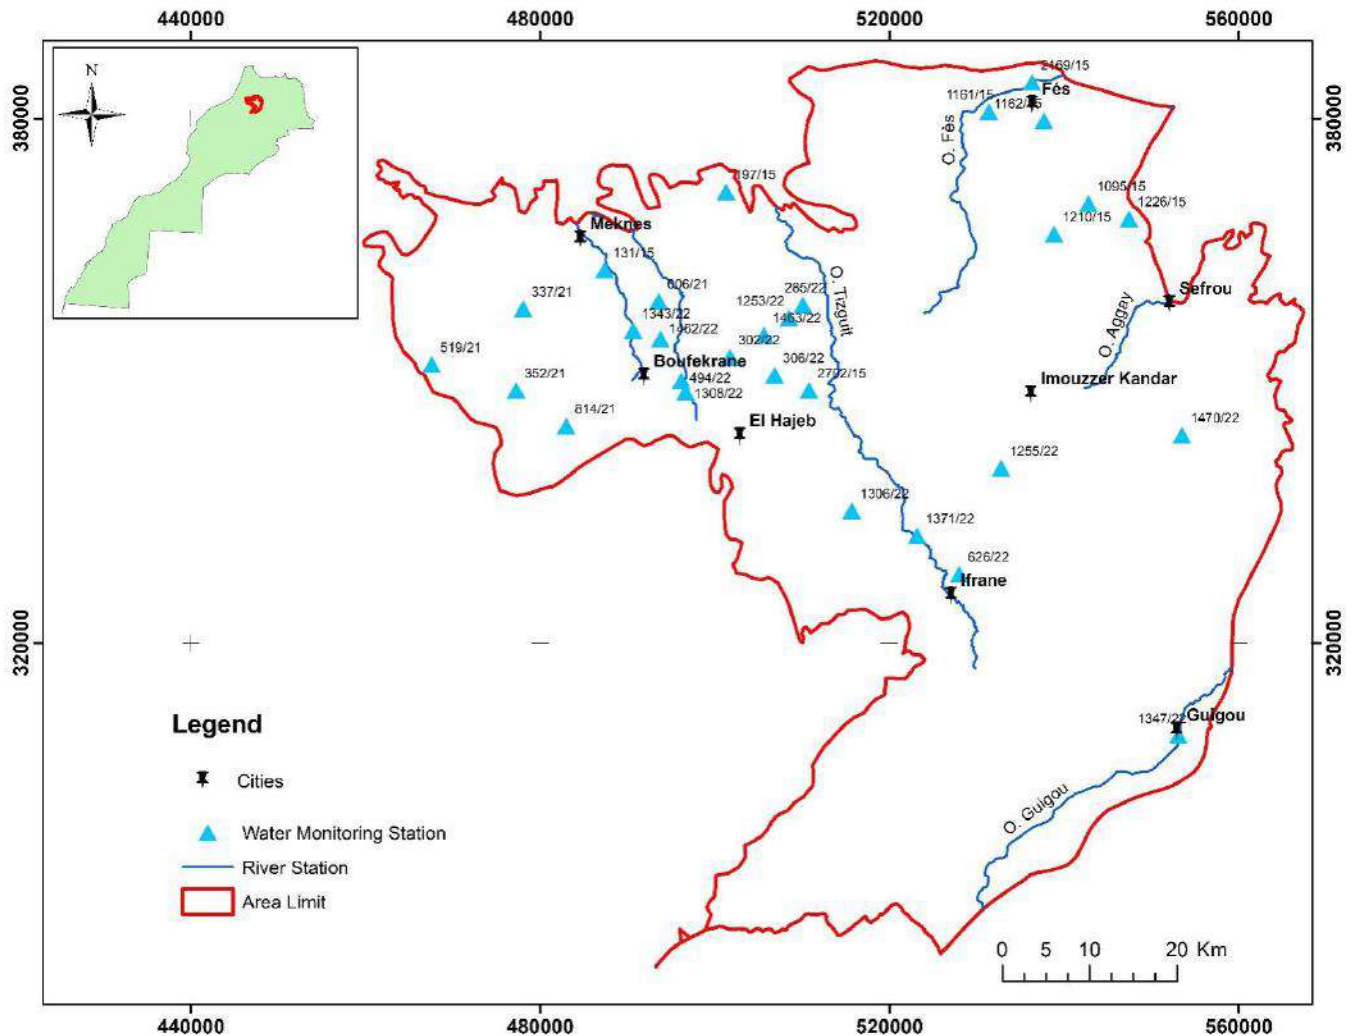 440000 480000 520000 560000
N
380000
380000
2169/15
Fés
1161/15
1162/15
O. Fès
197/15
1095/15
1226/15
1210/15
Meknes
131/15
606/21
285/22
Sefrou
337/21
1253/22
1463/22
1343/22
1462/22
O. Tizguit
O. Aggay
302/22
519/21
Boufekrane
306/22
2792/15
Imouzzer Kandar
352/21
494/22
1308/22
814/21
El Hajeb
1470/22
1255/22
1306/22
1371/22
626/22
Ifrane
320000
320000
Legend
1347/22
Guigou
Cities
O. Guigou
Water Monitoring Station
River Station
Area Limit
0 5 10 20 Km
440000 480000 520000 560000